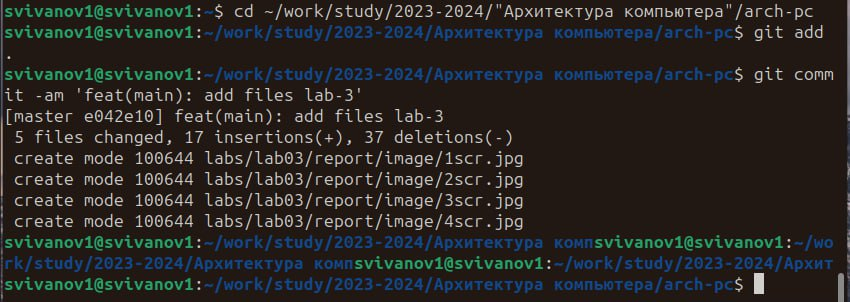 svivanov1@svivanov1:~$ cd ~/work/study/2023-2024/"Архитектура компьютера"/arch-pc
svivanov1@svivanov1:~/work/study/2023-2024/Архитектура компьютера/arch-pc$ git add
.
svivanov1@svivanov1:~/work/study/2023-2024/Архитектура компьютера/arch-pc$ git comm
it -am 'feat(main): add files lab-3'
[master e042e10] feat(main): add files lab-3
 5 files changed, 17 insertions(+), 37 deletions(-)
 create mode 100644 labs/lab03/report/image/1scr.jpg
 create mode 100644 labs/lab03/report/image/2scr.jpg
 create mode 100644 labs/lab03/report/image/3scr.jpg
 create mode 100644 labs/lab03/report/image/4scr.jpg
svivanov1@svivanov1:~/work/study/2023-2024/Архитектура компsvivanov1@svivanov1:~/wo
rk/study/2023-2024/Архитектура компsvivanov1@svivanov1:~/work/study/2023-2024/Архит
svivanov1@svivanov1:~/work/study/2023-2024/Архитектура компьютера/arch-pc$